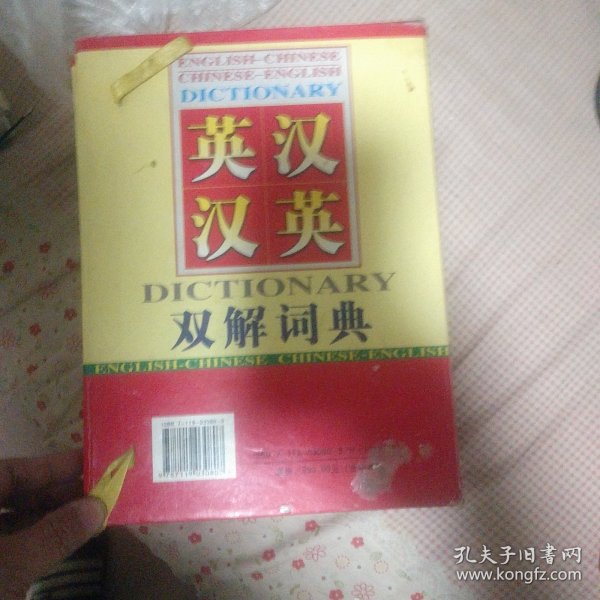 ENGLISH-CHINESE
CHINESE-ENGLISH
DICTIONARY
英汉
汉英
DICTIONARY
双解词典
ENGLISH-CHINESE CHINESE-ENGLISH
孔夫子旧书网
www.kongfz.com